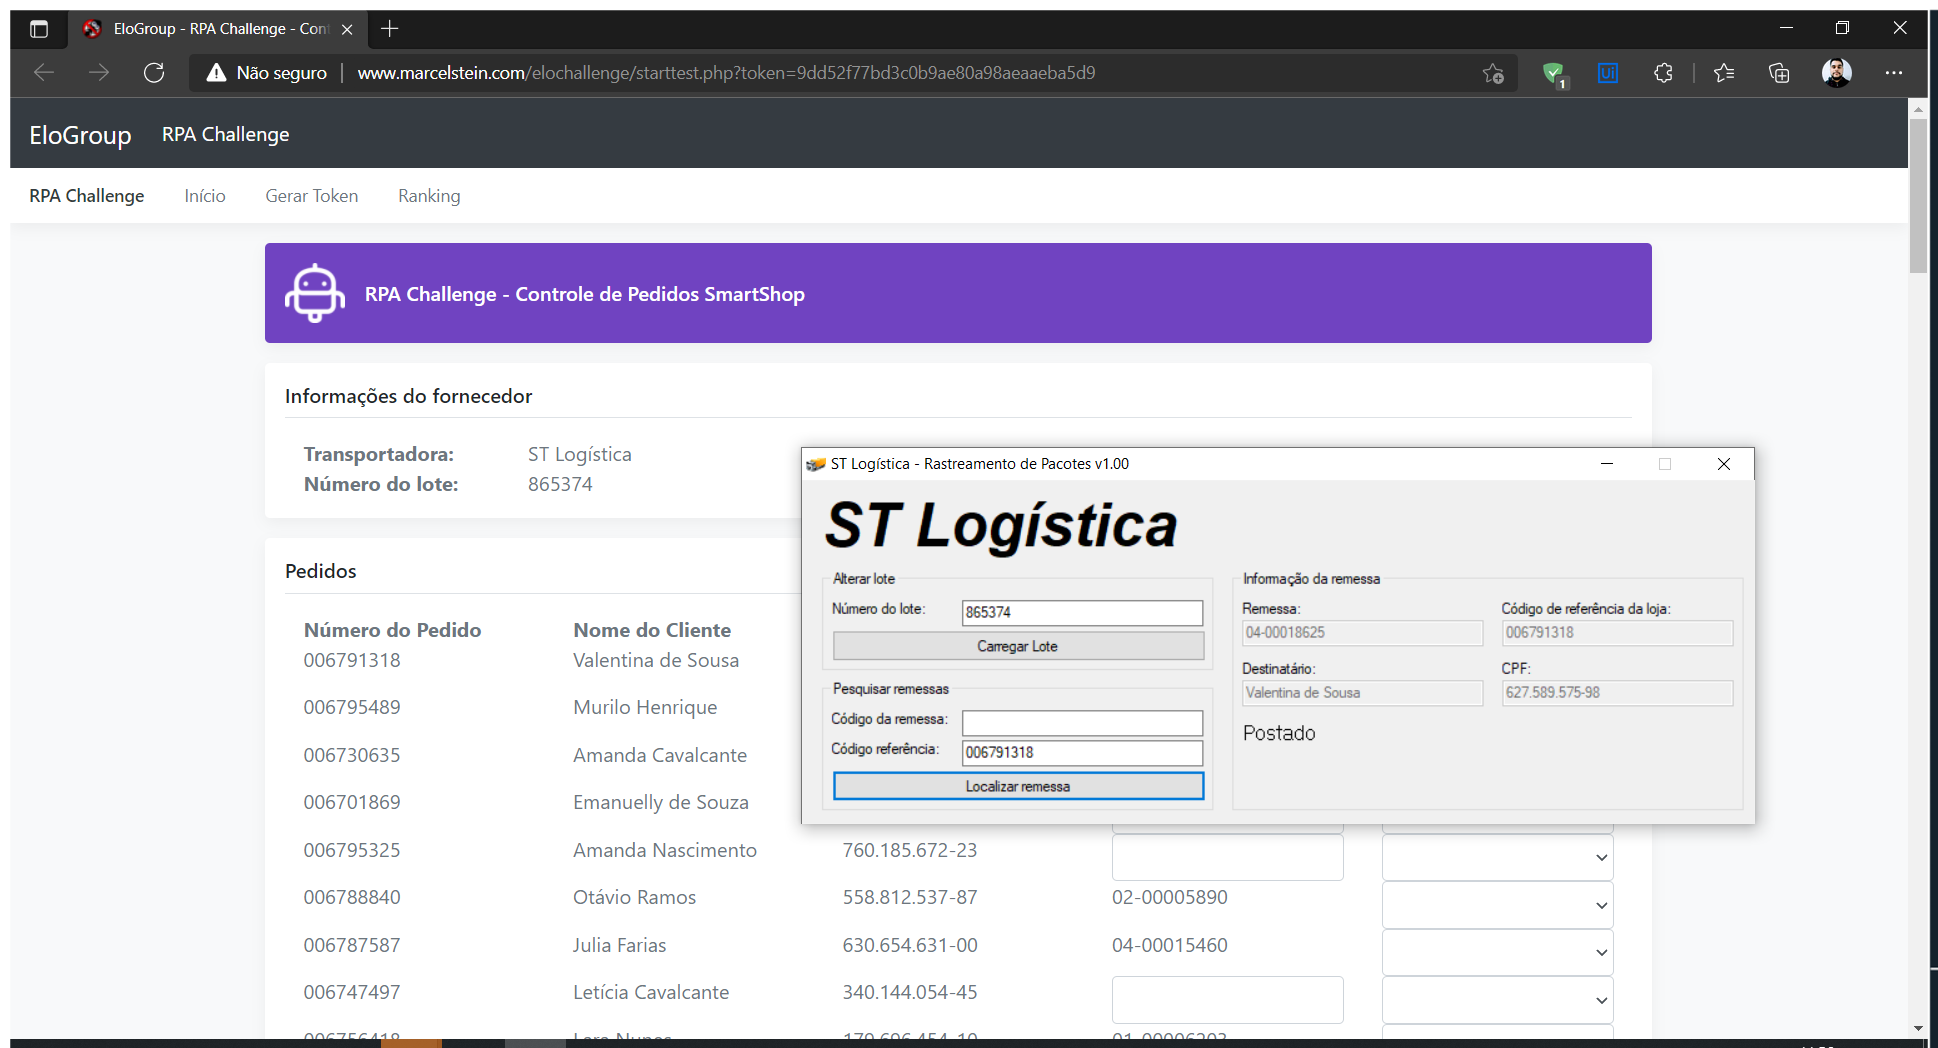 EloGroup - RPA Challenge - Cont
Não seguro
www.marcelstein.com/elochallenge/starttest.php?token=9dd52f77bd3c0b9ae80a98aeaaeba5d9
1
Ui
EloGroup RPA Challenge
RPA Challenge Início Gerar Token Ranking
RPA Challenge - Controle de Pedidos SmartShop
Informações do fornecedor
Transportadora: ST Logística
Número do lote: 865374
Pedidos
Número do Pedido Nome do Cliente
006791318 Valentina de Sousa
006795489 Murilo Henrique
006730635 Amanda Cavalcante
006701869 Emanuelly de Souza
006795325 Amanda Nascimento 760.185.672-23
006788840 Otávio Ramos 558.812.537-87 02-00005890
006787587 Julia Farias 630.654.631-00 04-00015460
006747497 Letícia Cavalcante 340.144.054-45
ST Logística - Rastreamento de Pacotes v1.00
ST Logística
Alterar lote
Número do lote: 865374
Carregar Lote
Pesquisar remessas
Código da remessa:
Código referência: 006791318
Localizar remessa
Informação da remessa
Remessa: Código de referência da loja:
04-00018625 006791318
Destinatário: CPF:
Valentina de Sousa 627.589.575-98
Postado